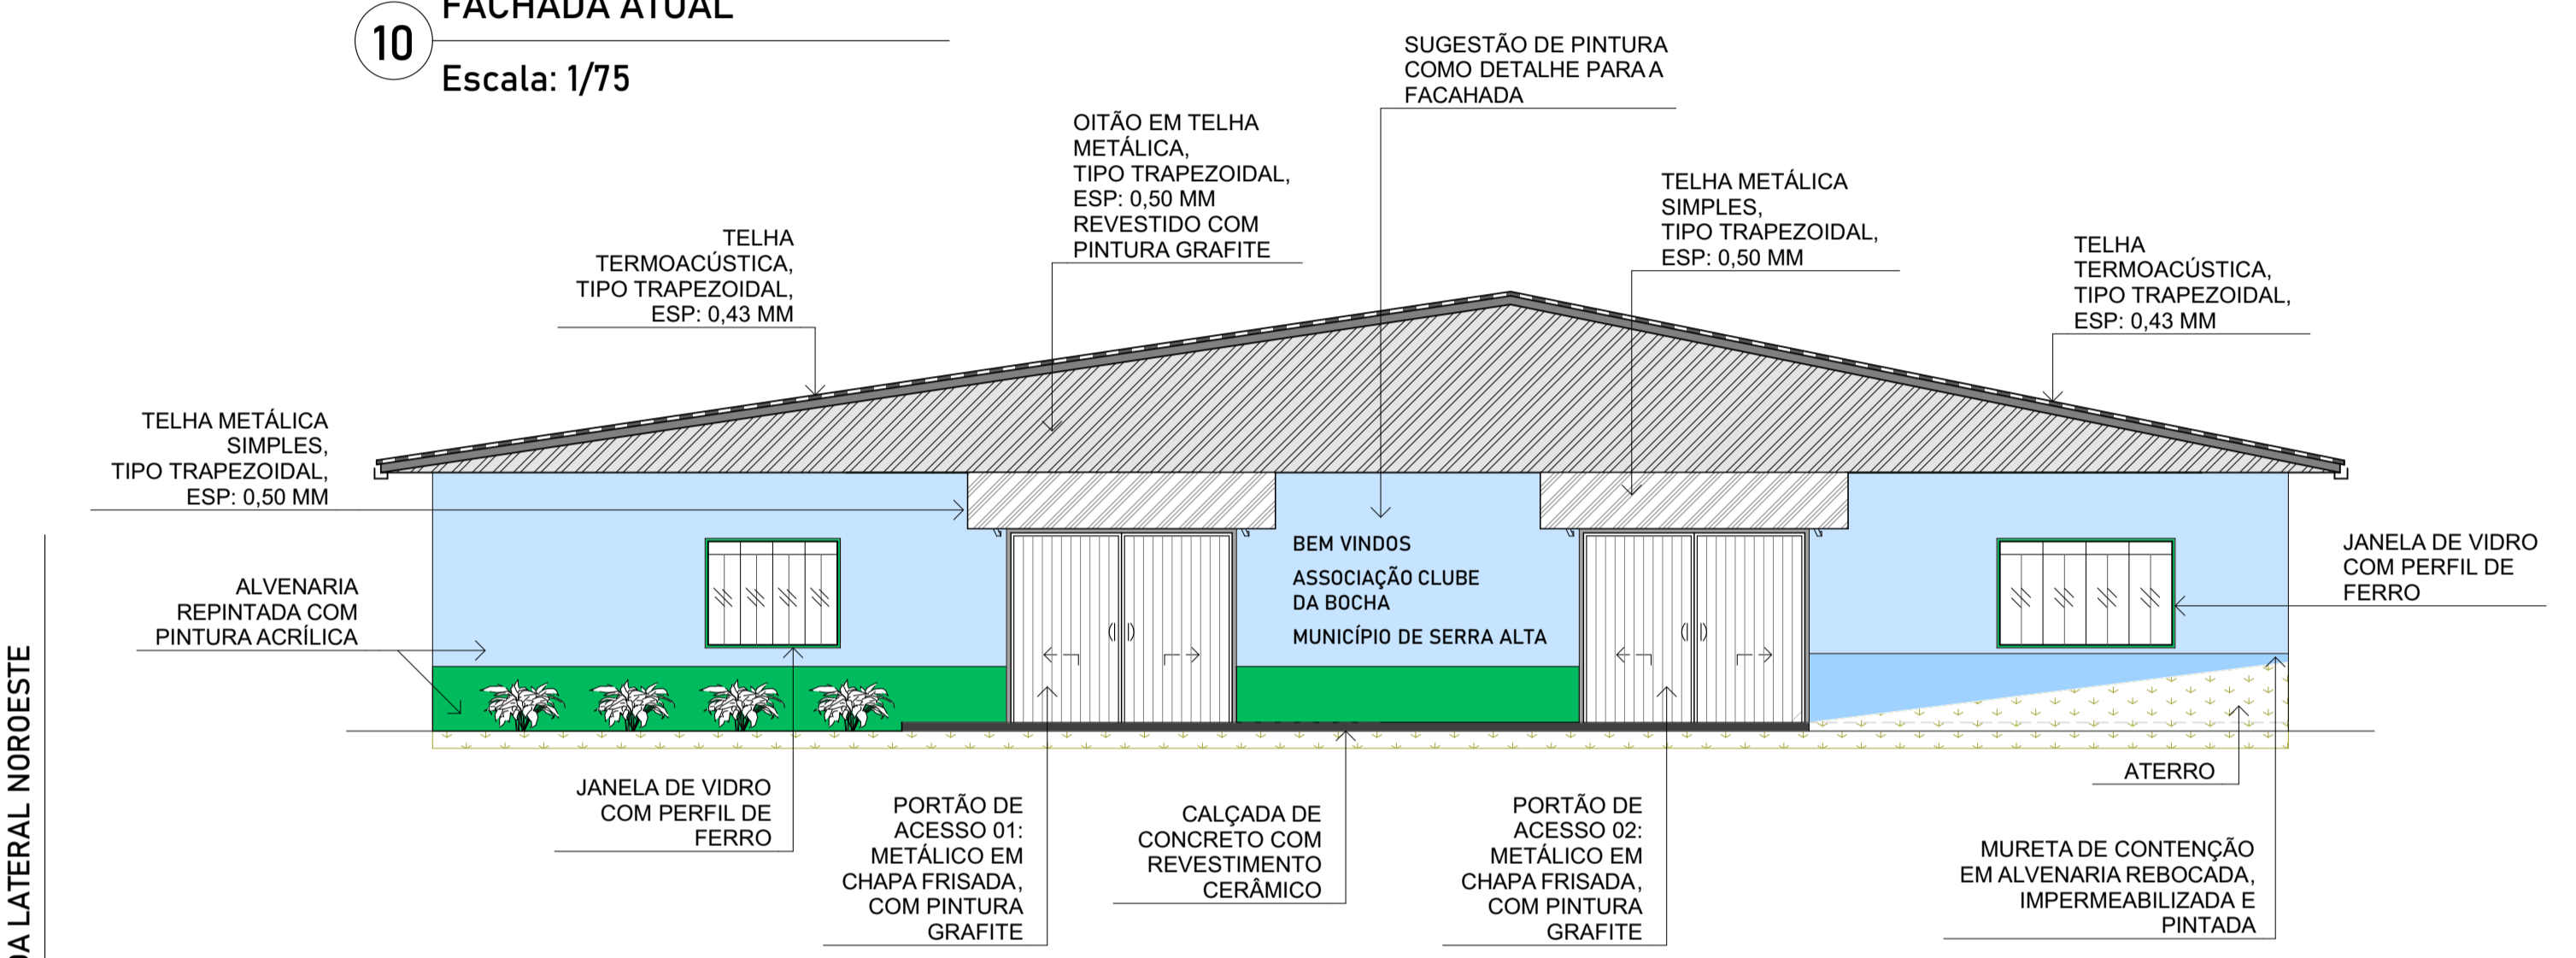 FACHADA ATUAL
10
Escala: 1/75
SUGESTÃO DE PINTURA
COMO DETALHE PARA A
FACAHADA
OITÃO EM TELHA
METÁLICA,
TIPO TRAPEZOIDAL,
ESP: 0,50 MM
REVESTIDO COM
PINTURA GRAFITE
TELHA METÁLICA
SIMPLES,
TIPO TRAPEZOIDAL,
ESP: 0,50 MM
TELHA
TERMOACÚSTICA,
TIPO TRAPEZOIDAL,
ESP: 0,43 MM
TELHA
TERMOACÚSTICA,
TIPO TRAPEZOIDAL,
ESP: 0,43 MM
TELHA METÁLICA
SIMPLES,
TIPO TRAPEZOIDAL,
ESP: 0,50 MM
BEM VINDOS
ASSOCIAÇÃO CLUBE
DA BOCHA
MUNICÍPIO DE SERRA ALTA
JANELA DE VIDRO
COM PERFIL DE
FERRO
ALVENARIA
REPINTADA COM
PINTURA ACRÍLICA
JANELA DE VIDRO
COM PERFIL DE
FERRO
PORTÃO DE
ACESSO 01:
METÁLICO EM
CHAPA FRISADA,
COM PINTURA
GRAFITE
CALÇADA DE
CONCRETO COM
REVESTIMENTO
CERÂMICO
PORTÃO DE
ACESSO 02:
METÁLICO EM
CHAPA FRISADA,
COM PINTURA
GRAFITE
ATERRO
MURETA DE CONTENÇÃO
EM ALVENARIA REBOCADA,
IMPERMEABILIZADA E
PINTADA
LATERAL NOROESTE